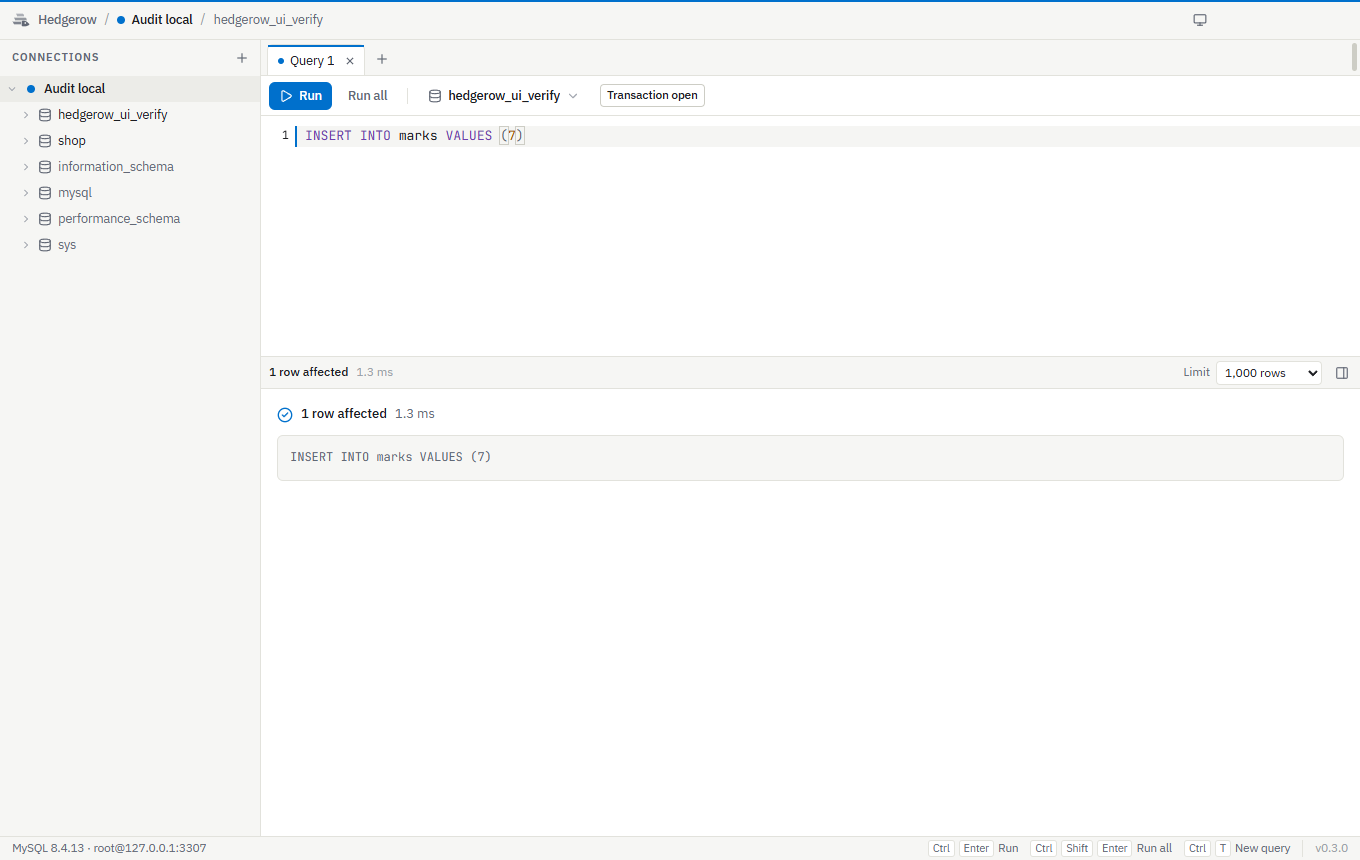 Hedgerow / Audit local / hedgerow_ui_verify
CONNECTIONS
Audit local
hedgerow_ui_verify
shop
information_schema
mysql
performance_schema
sys
Query 1
Run Run all hedgerow_ui_verify Transaction open
1 INSERT INTO marks VALUES (7)
1 row affected 1.3 ms Limit 1,000 rows
1 row affected 1.3 ms
INSERT INTO marks VALUES (7)
MySQL 8.4.13 · root@127.0.0.1:3307 Ctrl Enter Run Ctrl Shift Enter Run all Ctrl T New query v0.3.0